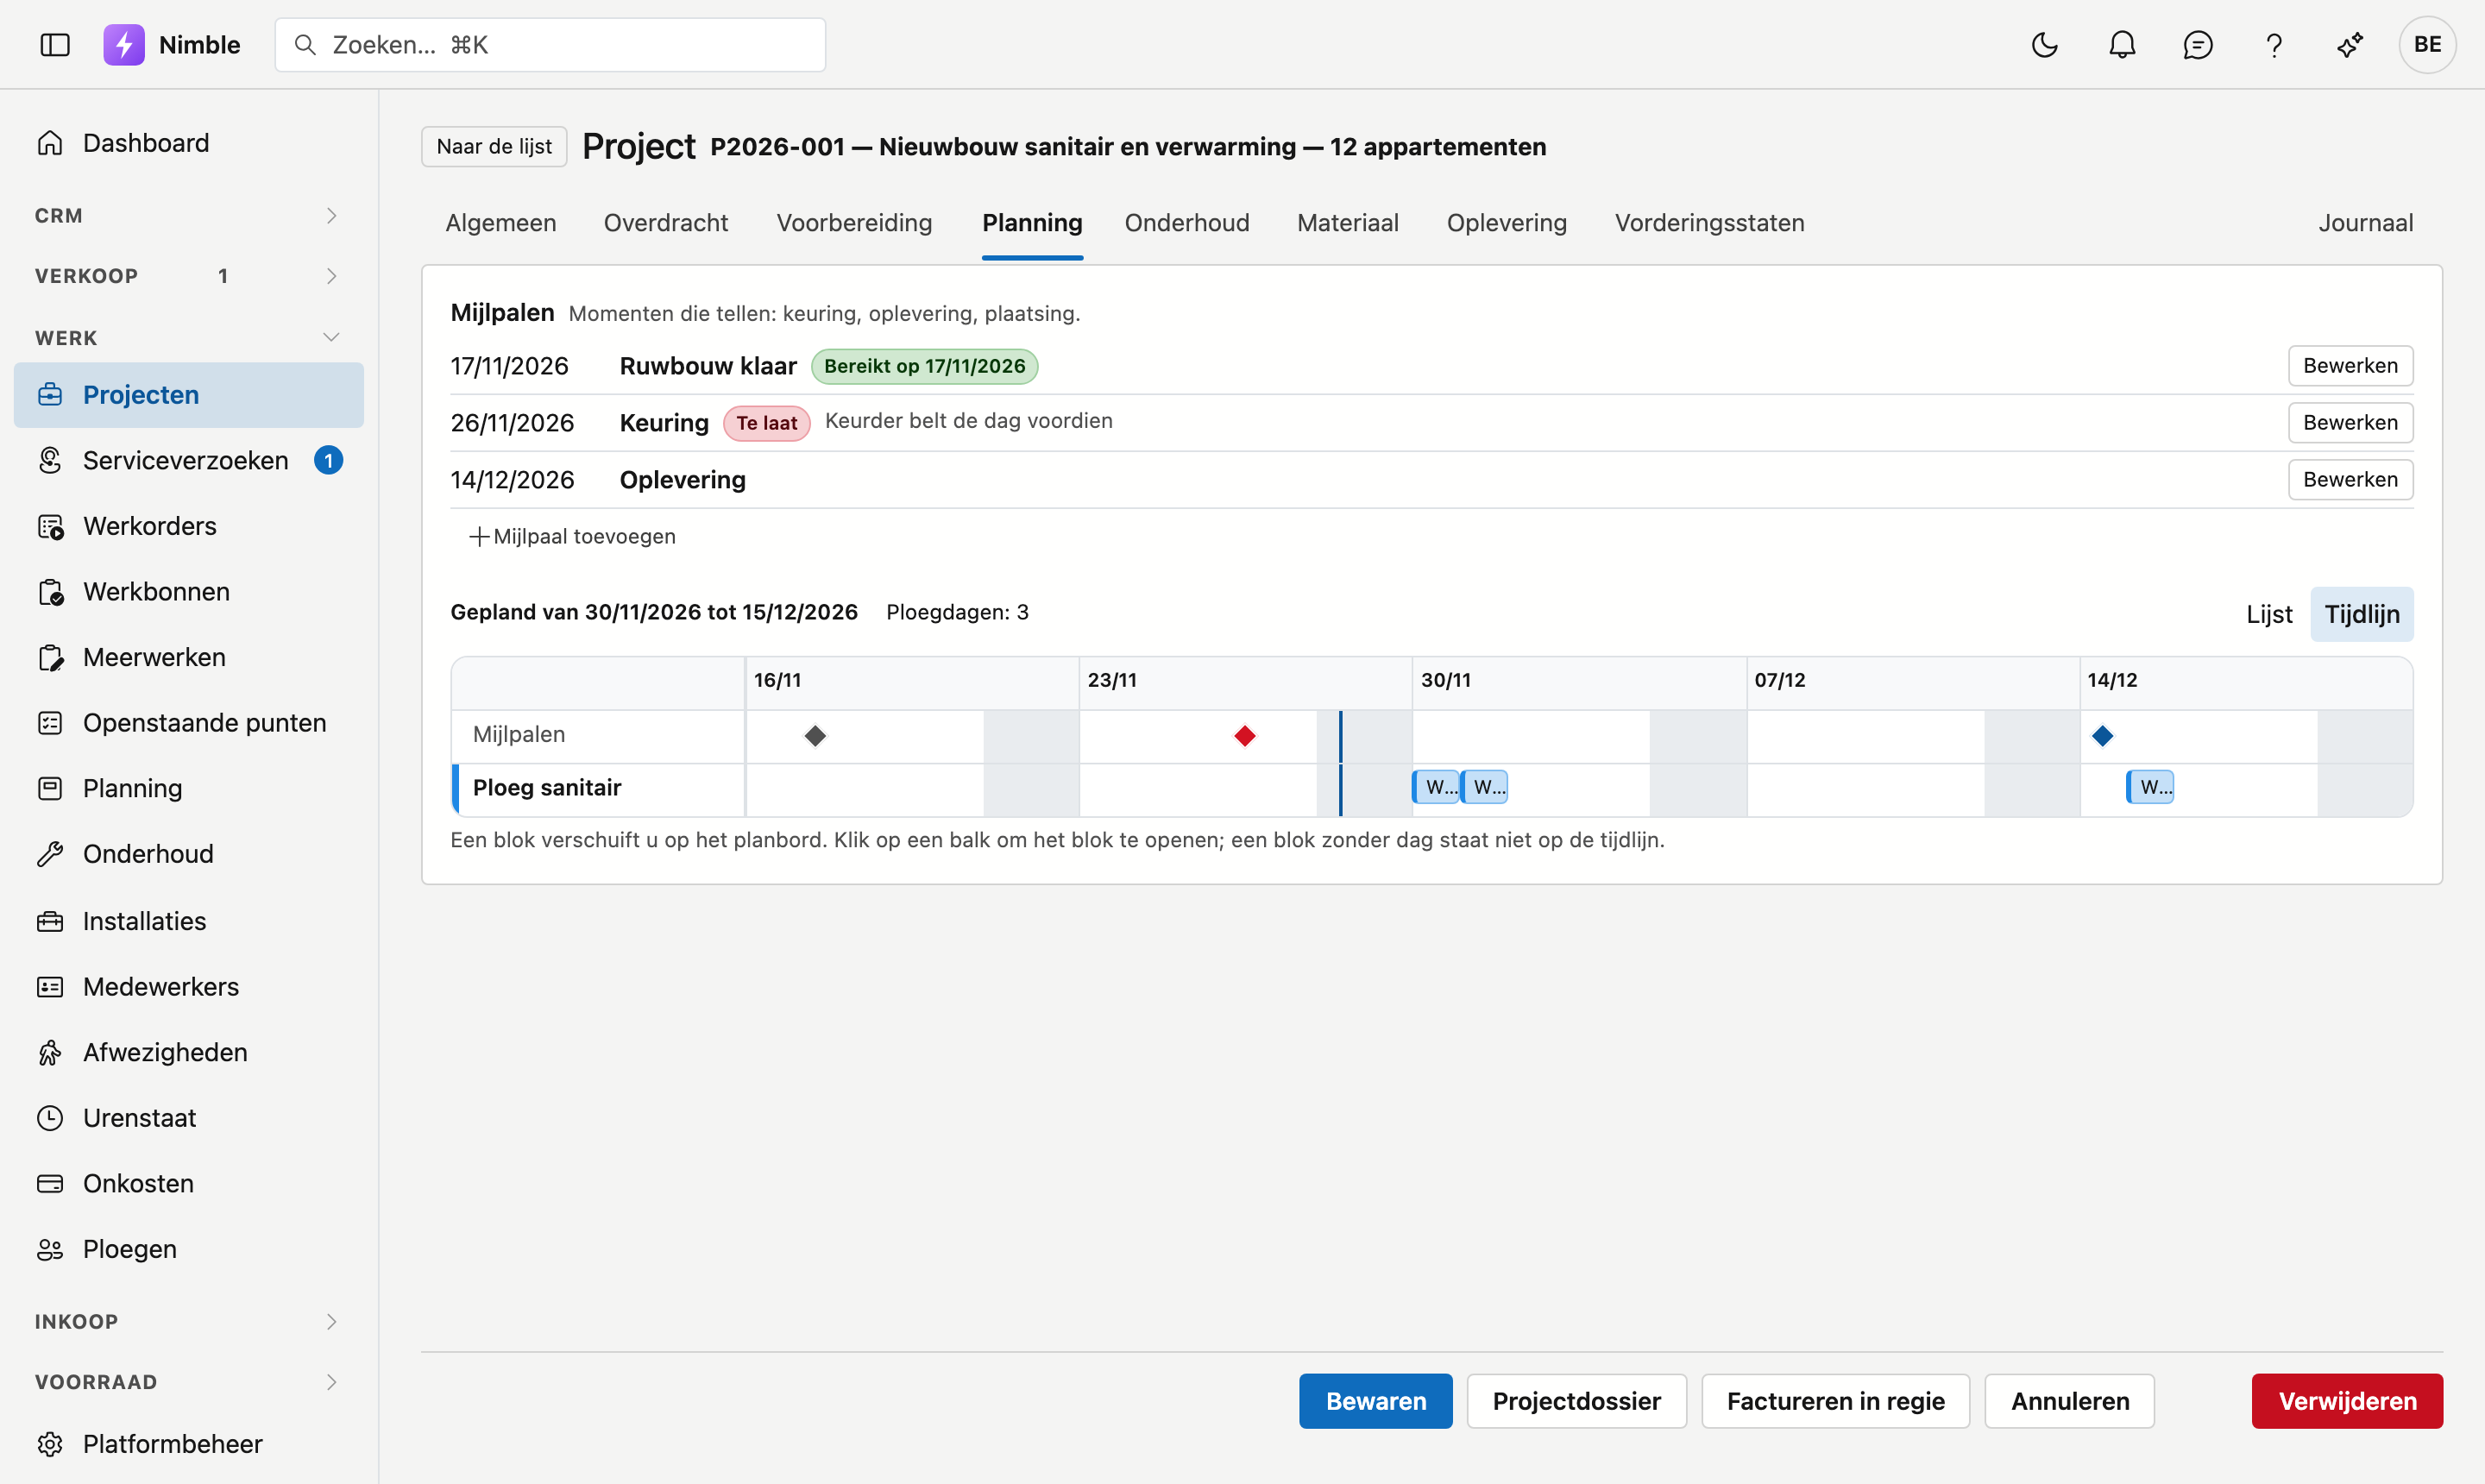 Nimble
Zoeken... ⌘K
BE
Dashboard
CRM
VERKOOP 1
WERK
Projecten
Serviceverzoeken 1
Werkorders
Werkbonnen
Meerwerken
Openstaande punten
Planning
Onderhoud
Installaties
Medewerkers
Afwezigheden
Urenstaat
Onkosten
Ploegen
INKOOP
VOORRAAD
Platformbeheer
Naar de lijst Project P2026-001 — Nieuwbouw sanitair en verwarming — 12 appartementen
Algemeen Overdracht Voorbereiding Planning Onderhoud Materiaal Oplevering Vorderingsstaten Journaal
Mijlpalen Momenten die tellen: keuring, oplevering, plaatsing.
17/11/2026 Ruwbouw klaar Bereikt op 17/11/2026 Bewerken
26/11/2026 Keuring Te laat Keurder belt de dag voordien Bewerken
14/12/2026 Oplevering Bewerken
Mijlpaal toevoegen
Gepland van 30/11/2026 tot 15/12/2026 Ploegdagen: 3 Lijst Tijdlijn
16/11 23/11 30/11 07/12 14/12
Mijlpalen
Ploeg sanitair W... W... W...
Een blok verschuift u op het planbord. Klik op een balk om het blok te openen; een blok zonder dag staat niet op de tijdlijn.
Bewaren Projectdossier Factureren in regie Annuleren Verwijderen